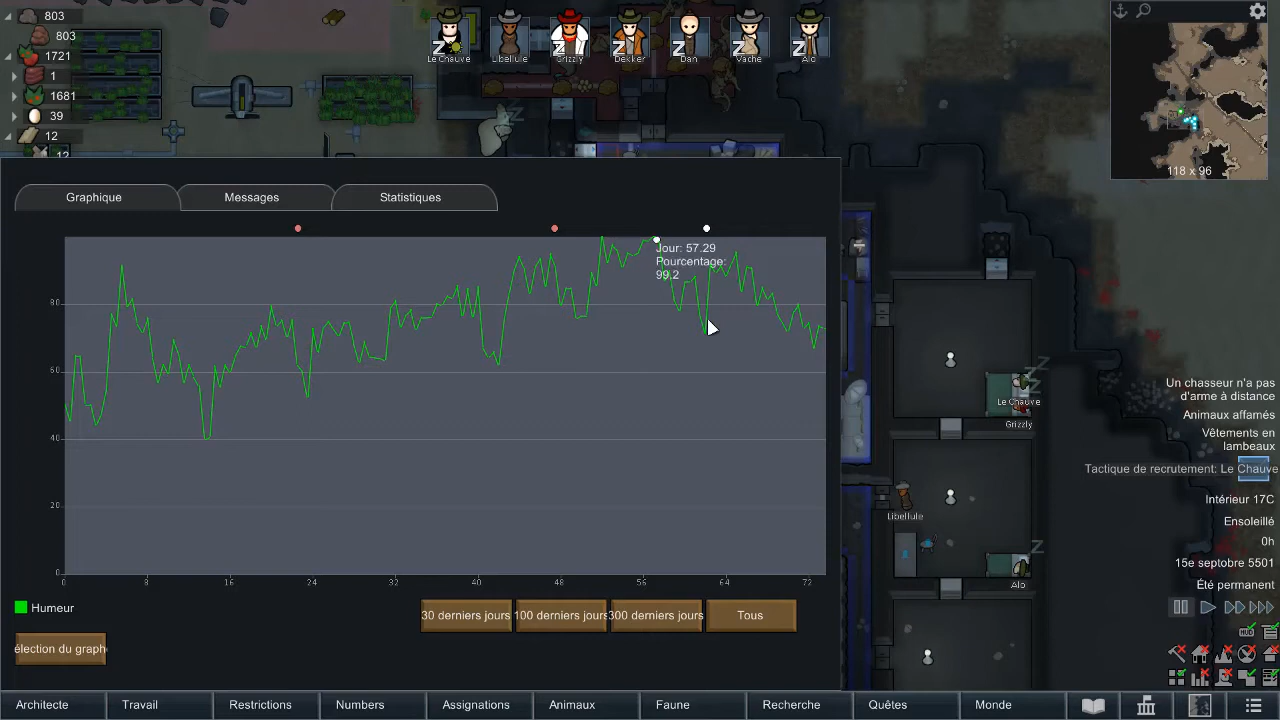 803
803
1721
1
1681
39
12
12
Le Chauve
Libellule
Grizzly
Dekker
Dan
Vache
Alo
118 x 96
Graphique
Messages
Statistiques
Jour: 57.29
Pourcentage:
99.2
80
60
40
20
0
0
8
16
24
32
40
48
56
64
72
Humeur
30 derniers jours
100 derniers jours
300 derniers jours
Tous
élection du graph
Le Chauve
Grizzly
Libellule
Alo
Un chasseur n'a pas
d'arme à distance
Animaux affamés
Vêtements en
lambeaux
Tactique de recrutement: Le Chauve
Intérieur 17C
Ensoleillé
0h
15e septobre 5501
Été permanent
HUD
Architecte
Travail
Restrictions
Numbers
Assignats
Animaux
Faune
Recherche
Quêtes
Monde